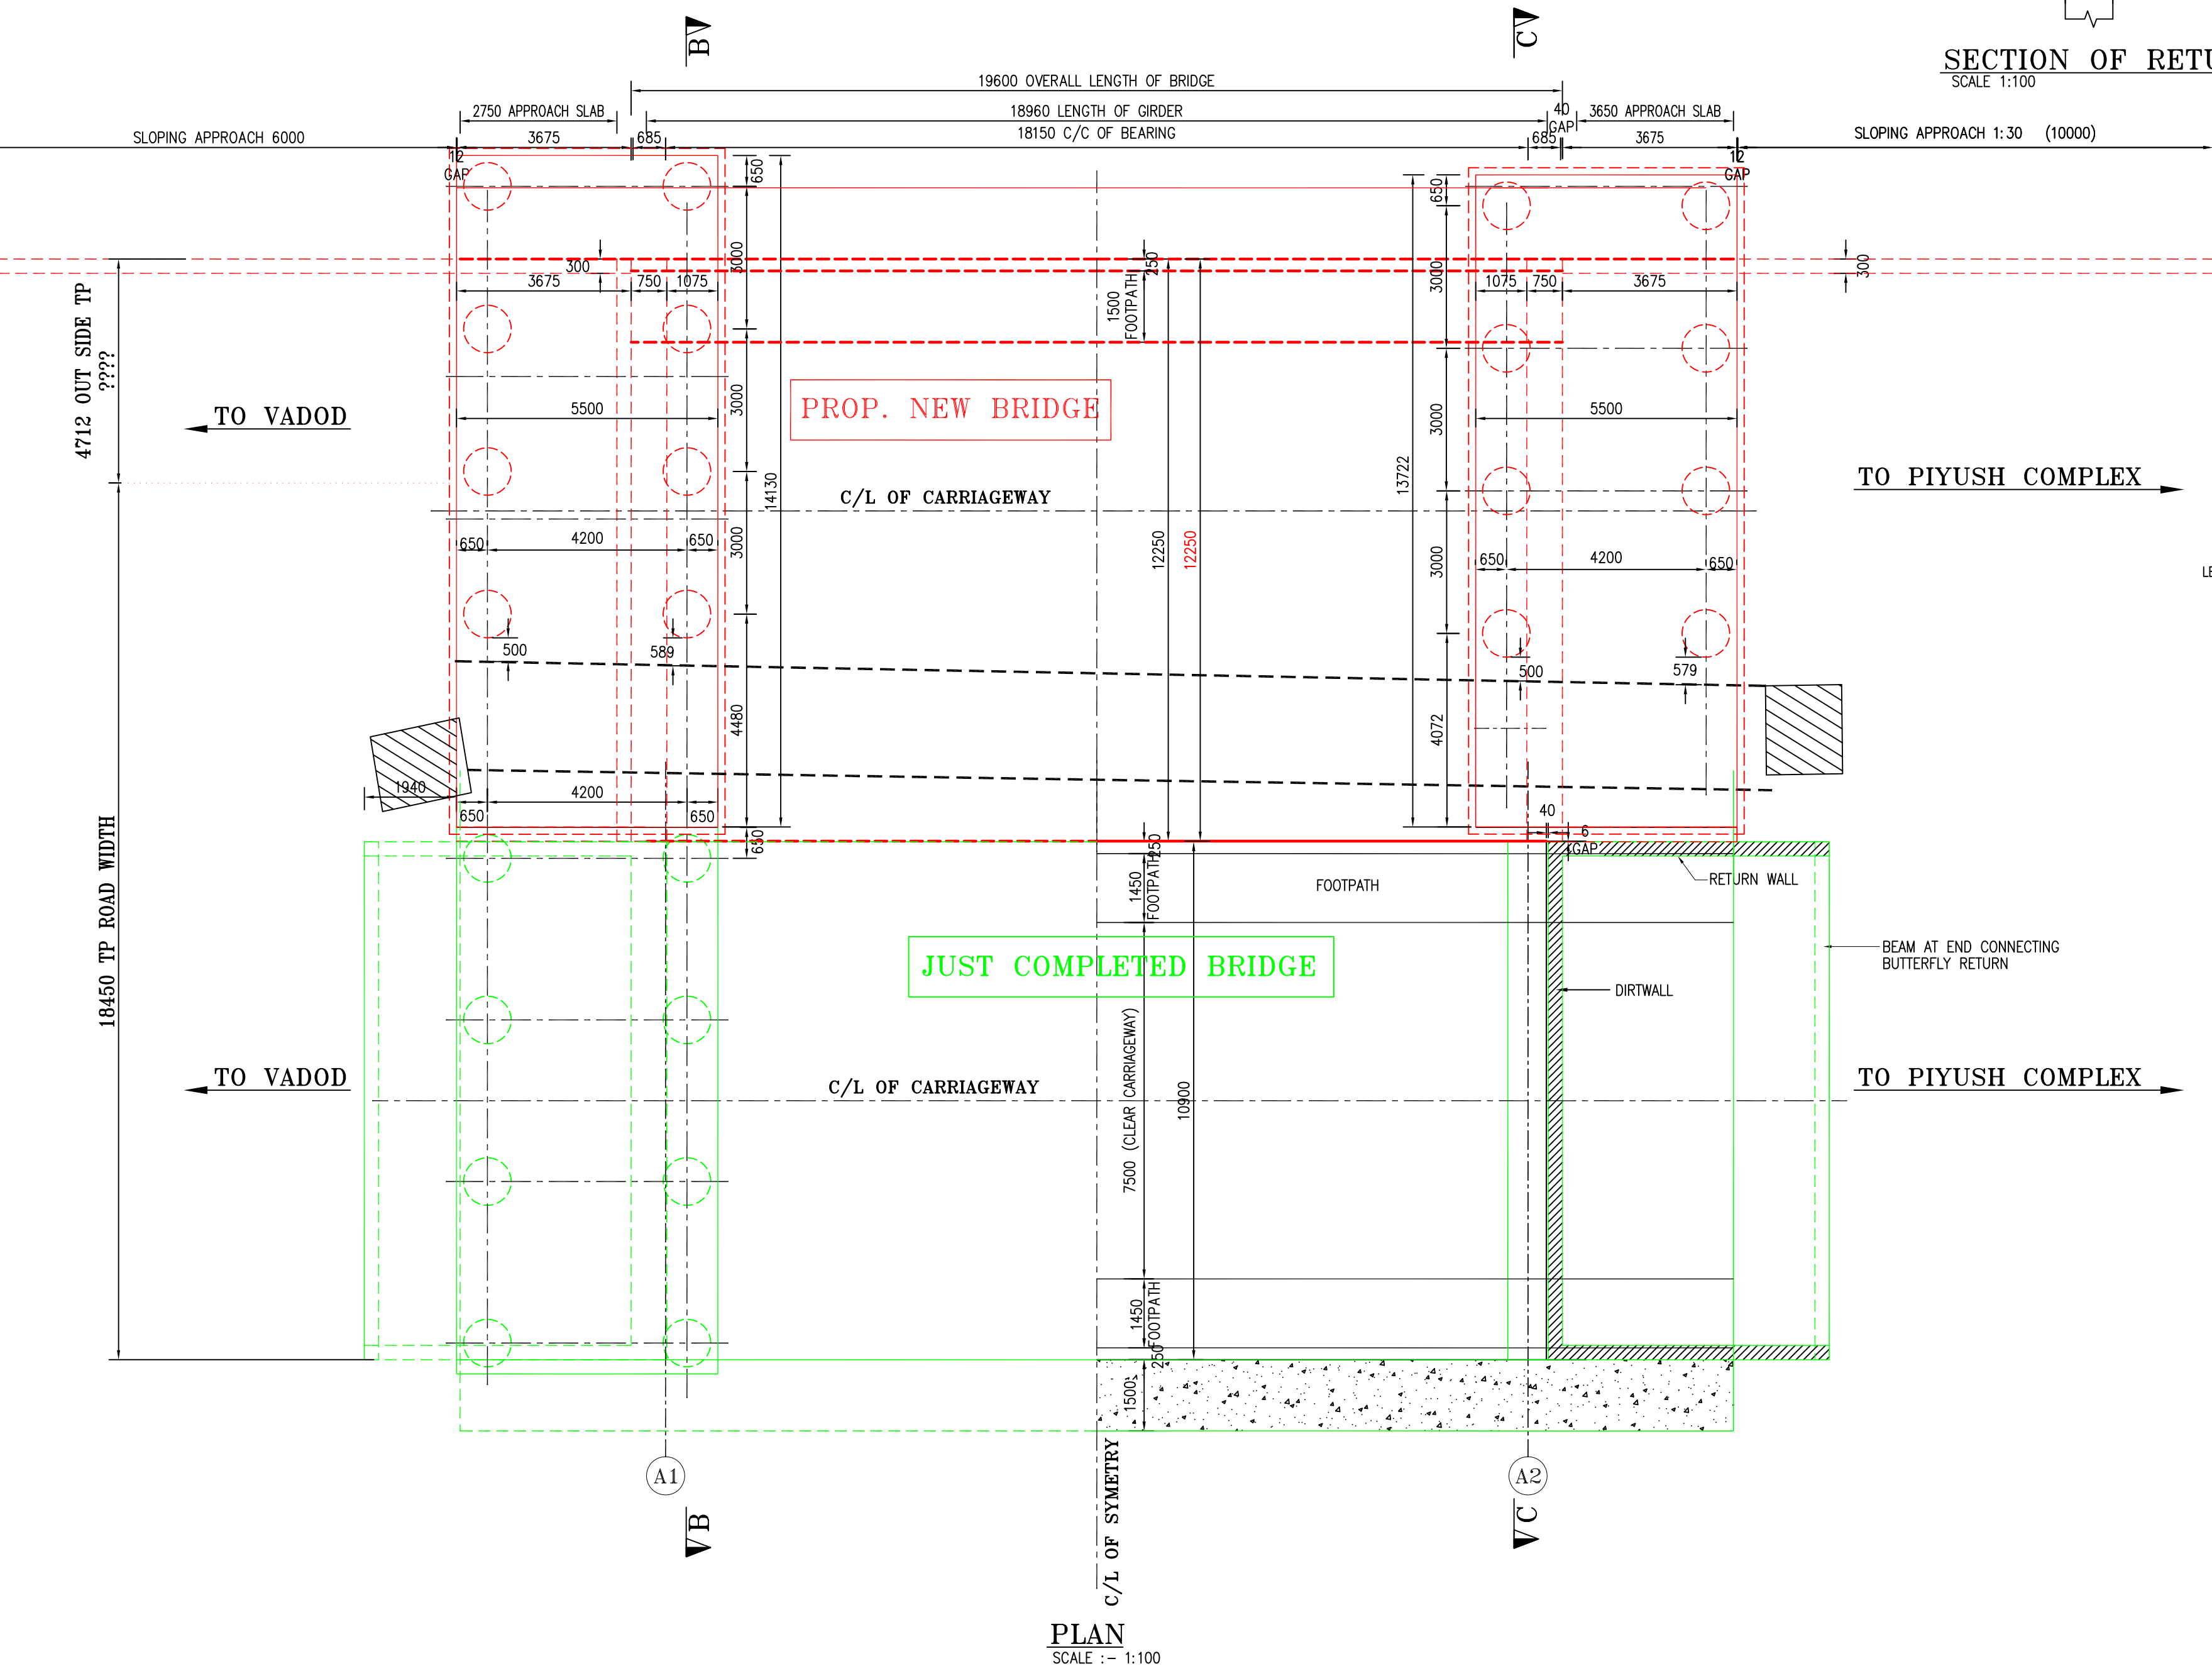 B
C
SECTION OF RETU
SCALE 1:100
19600 OVERALL LENGTH OF BRIDGE
2750 APPROACH SLAB
18960 LENGTH OF GIRDER
40
GAP
3650 APPROACH SLAB
SLOPING APPROACH 6000
3675
685
18150 C/C OF BEARING
685
3675
SLOPING APPROACH 1:30 (10000)
12
GAP
650
650
12
GAP
4712 OUT SIDE TP
????
300
3000
250
3000
300
3675
750
1075
1500
FOOTPATH
1075
750
3675
TO VADOD
5500
3000
PROP. NEW BRIDGE
3000
5500
TO PIYUSH COMPLEX
14130
C/L OF CARRIAGEWAY
13722
650
4200
650
3000
12250
12250
3000
650
4200
650
LE
500
589
500
579
4480
4072
1940
650
4200
650
650
40
6
GAP
18450 TP ROAD WIDTH
250
1450
FOOTPATH
FOOTPATH
RETURN WALL
JUST COMPLETED BRIDGE
BEAM AT END CONNECTING
BUTTERFLY RETURN
DIRTWALL
TO VADOD
C/L OF CARRIAGEWAY
7500 (CLEAR CARRIAGEWAY)
10900
TO PIYUSH COMPLEX
1450
FOOTPATH
250
1500
A1
A2
B
C/L OF SYMETRY
C
PLAN
SCALE :- 1:100